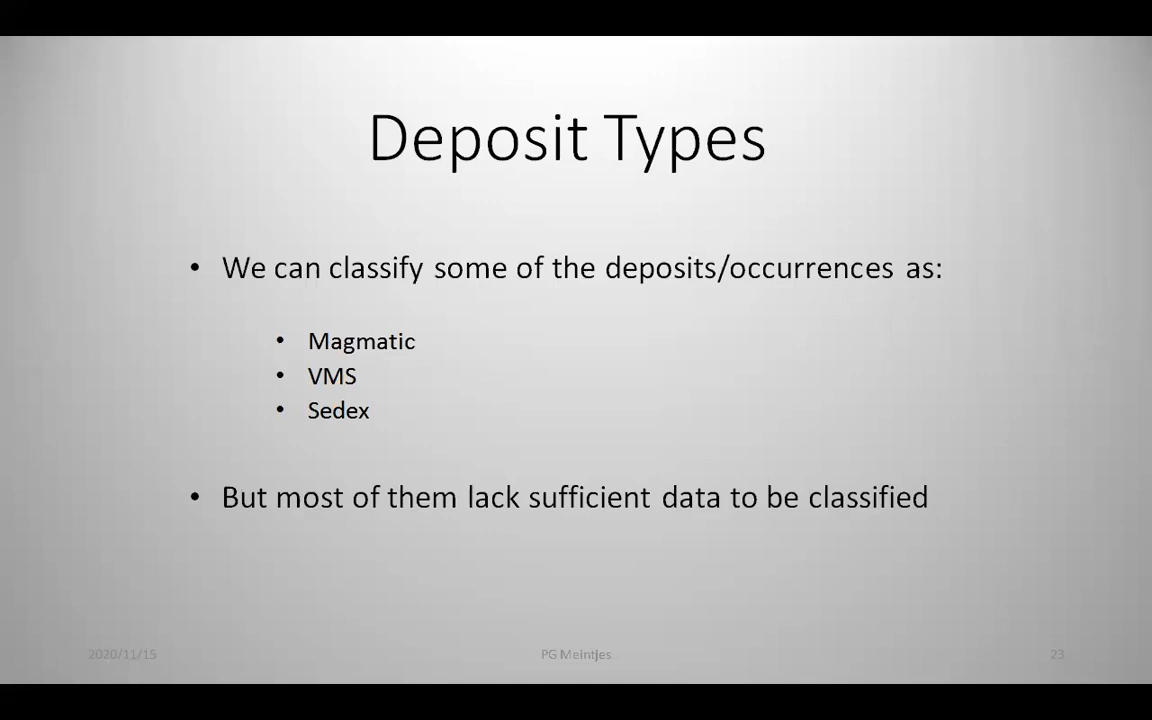 Deposit Types
• We can classify some of the deposits/occurrences as:
• Magmatic
• VMS
• Sedex
• But most of them lack sufficient data to be classified
2020/11/15
PG Meintjes
23